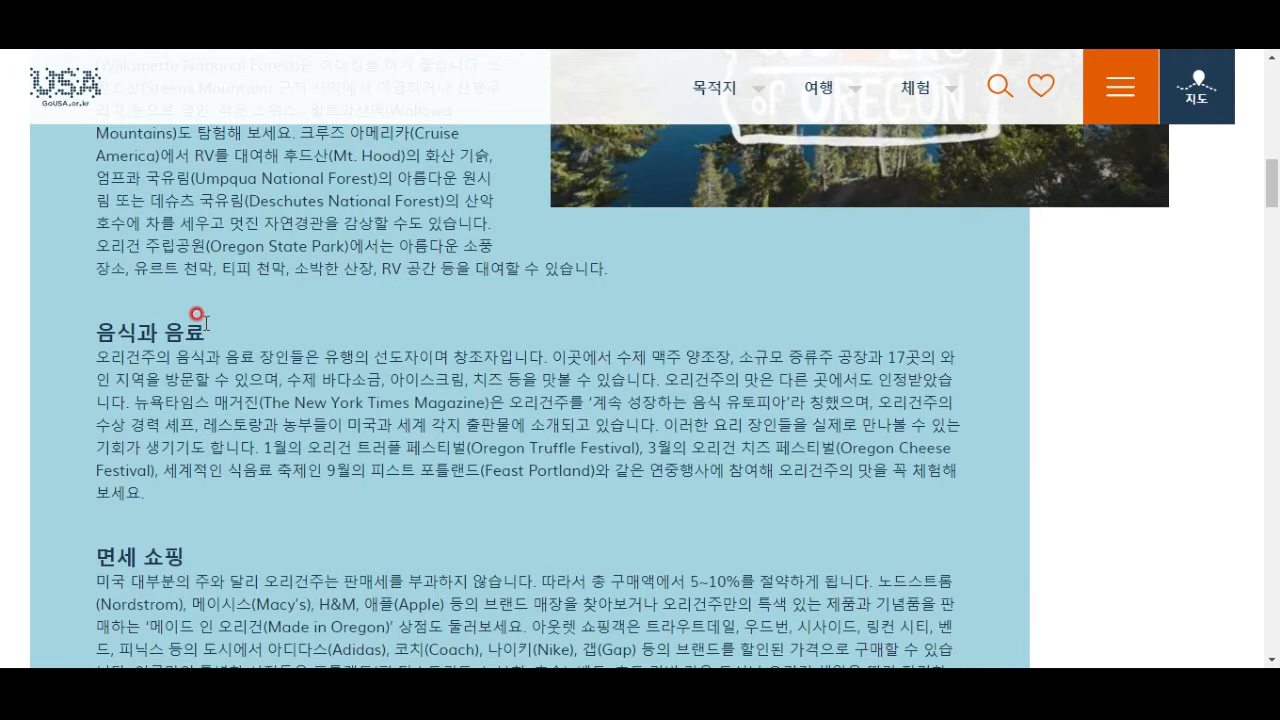 USA
GoUSA.or.kr
목적지
여행
체험
지도
of OREGON
(Willamette National Forest)은
Mountains)도 탐험해 보세요. 크루즈 아메리카(Cruise
America)에서 RV를 대여해 후드산(Mt. Hood)의 화산 기슭,
엄프콰 국유림(Umpqua National Forest)의 아름다운 원시
림 또는 데슈츠 국유림(Deschutes National Forest)의 산악
호수에 차를 세우고 멋진 자연경관을 감상할 수도 있습니다.
오리건 주립공원(Oregon State Park)에서는 아름다운 소풍
장소, 유르트 천막, 티피 천막, 소박한 산장, RV 공간 등을 대여할 수 있습니다.
음식과 음료
오리건주의 음식과 음료 장인들은 유행의 선도자이며 창조자입니다. 이곳에서 수제 맥주 양조장, 소규모 증류주 공장과 17곳의 와
인 지역을 방문할 수 있으며, 수제 바다소금, 아이스크림, 치즈 등을 맛볼 수 있습니다. 오리건주의 맛은 다른 곳에서도 인정받았습
니다. 뉴욕타임스 매거진(The New York Times Magazine)은 오리건주를 ‘계속 성장하는 음식 유토피아’라 칭했으며, 오리건주의
수상 경력 셰프, 레스토랑과 농부들이 미국과 세계 각지 출판물에 소개되고 있습니다. 이러한 요리 장인들을 실제로 만나볼 수 있는
기회가 생기기도 합니다. 1월의 오리건 트러플 페스티벌(Oregon Truffle Festival), 3월의 오리건 치즈 페스티벌(Oregon Cheese
Festival), 세계적인 식음료 축제인 9월의 피스트 포틀랜드(Feast Portland)와 같은 연중행사에 참여해 오리건주의 맛을 꼭 체험해
보세요.
면세 쇼핑
미국 대부분의 주와 달리 오리건주는 판매세를 부과하지 않습니다. 따라서 총 구매액에서 5~10%를 절약하게 됩니다. 노드스트롬
(Nordstrom), 메이시스(Macy’s), H&M, 애플(Apple) 등의 브랜드 매장을 찾아보거나 오리건주만의 특색 있는 제품과 기념품을 판
매하는 ‘메이드 인 오리건(Made in Oregon)’ 상점도 둘러보세요. 아웃렛 쇼핑객은 트라우트데일, 우드번, 시사이드, 링컨 시티, 벤
드, 피닉스 등의 도시에서 아디다스(Adidas), 코치(Coach), 나이키(Nike), 갭(Gap) 등의 브랜드를 할인된 가격으로 구매할 수 있습